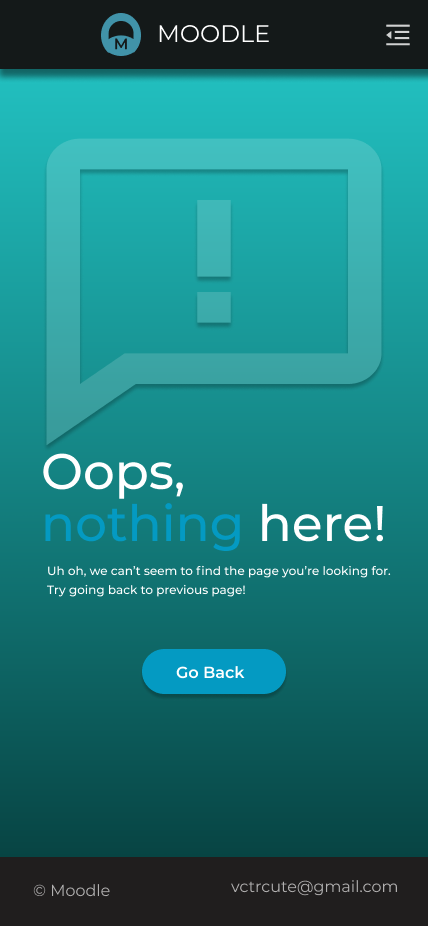 M
MOODLE
Oops,
nothing here!
Uh oh, we can’t seem to find the page you’re looking for.
Try going back to previous page!
Go Back
© Moodle
vctrcute@gmail.com